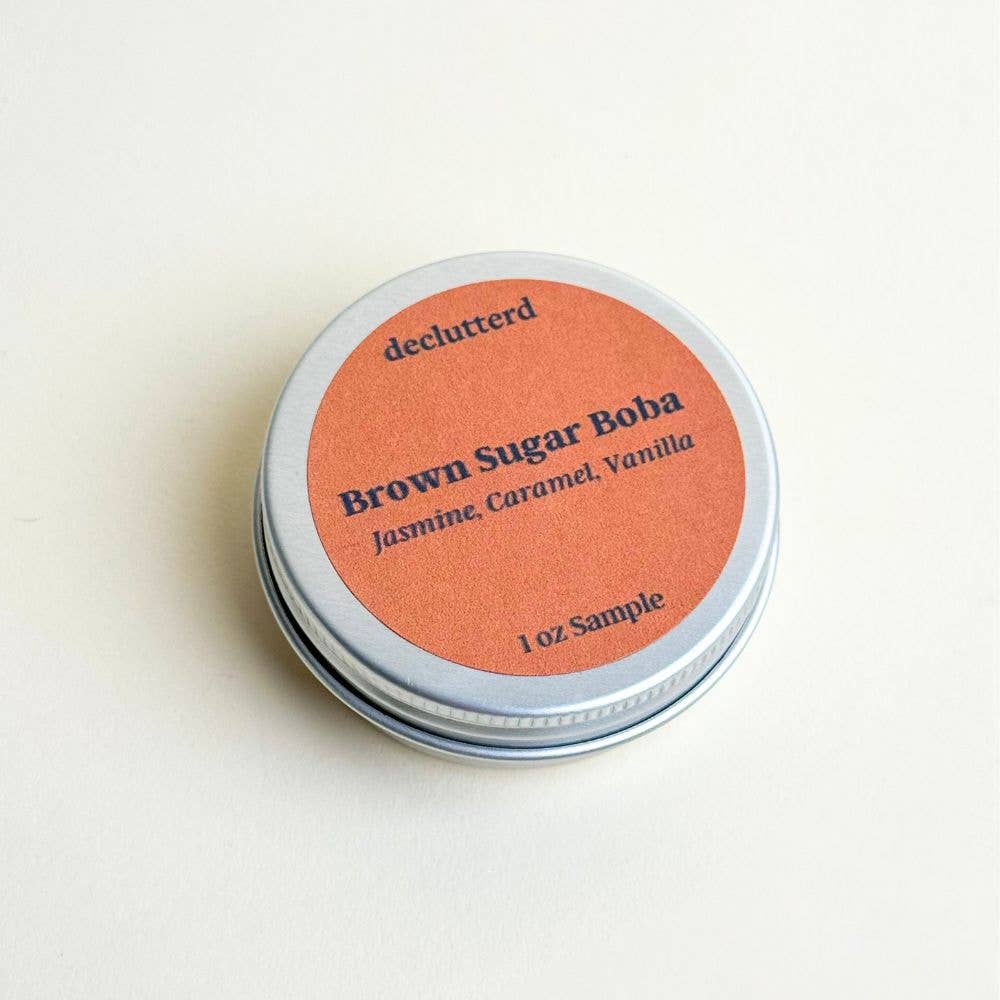 declutterd
Brown Sugar Boba
Jasmine, Caramel, Vanilla
1 oz Sample